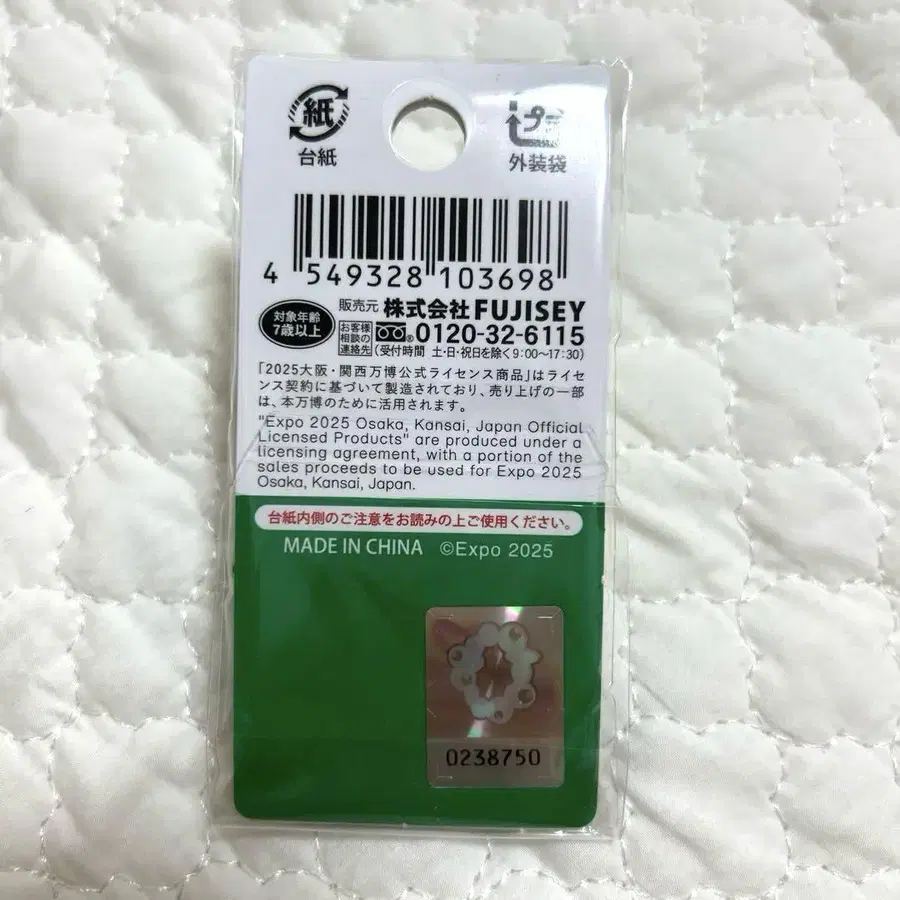 紙
台紙
プラ
外装袋
4 549328 103698
対象年齢
7歳以上
販売元 株式会社FUJISEY
お客様
相談の
連絡先
® 0120-32-6115
(受付時間 土・日・祝日を除く9:00〜17:30)
「2025大阪・関西万博公式ライセンス商品」はライセ
ンス契約に基づいて製造されており、売り上げの一部
は、本万博のために活用されます。
"Expo 2025 Osaka, Kansai, Japan Official
Licensed Products" are produced under a
licensing agreement, with a portion of the
sales proceeds to be used for Expo 2025
Osaka, Kansai, Japan.
台紙内側のご注意をお読みの上ご使用ください。
MADE IN CHINA ©Expo 2025
0238750